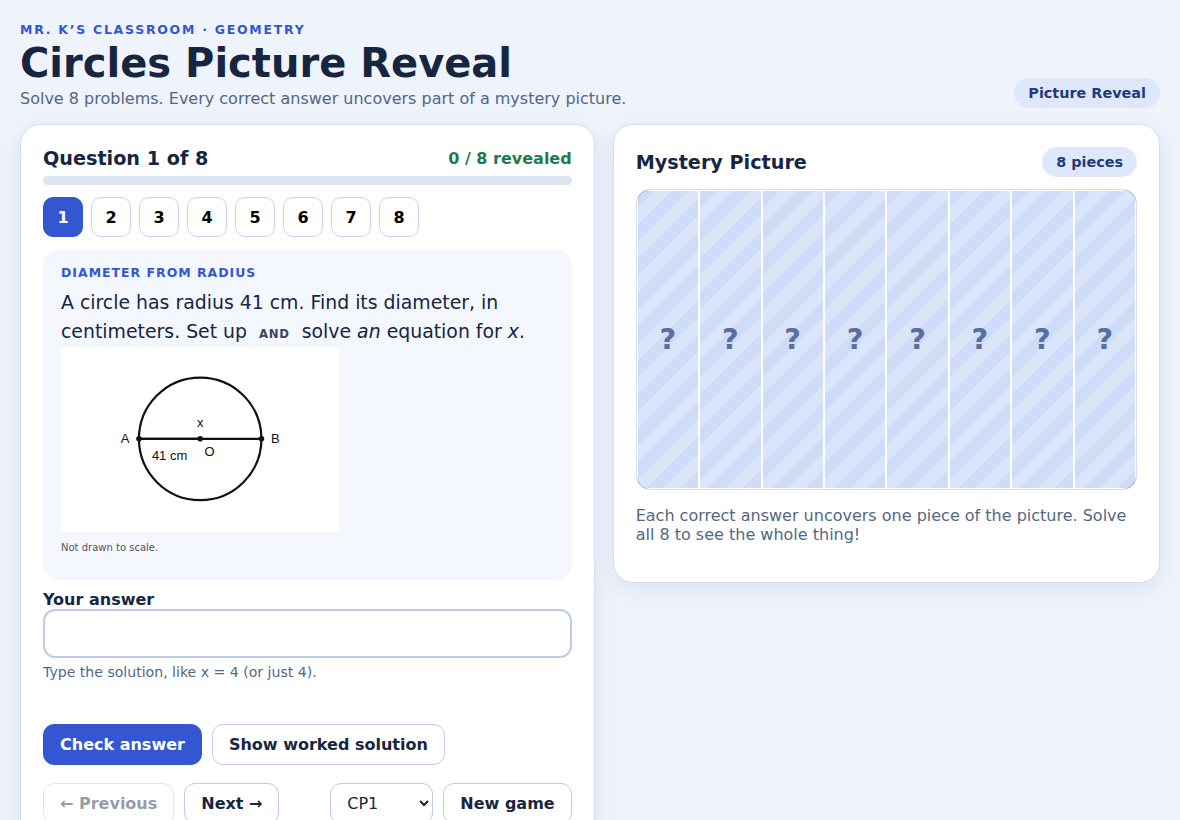 MR. K’S CLASSROOM · GEOMETRY
Circles Picture Reveal
Solve 8 problems. Every correct answer uncovers part of a mystery picture.
Picture Reveal
Question 1 of 8
0 / 8 revealed
1 2 3 4 5 6 7 8
DIAMETER FROM RADIUS
A circle has radius 41 cm. Find its diameter, in
centimeters. Set up AND solve an equation for x.
x
A
B
41 cm
O
Not drawn to scale.
Your answer
Type the solution, like x = 4 (or just 4).
Check answer
Show worked solution
← Previous
Next →
CP1
New game
Mystery Picture
8 pieces
? ? ? ? ? ? ? ?
Each correct answer uncovers one piece of the picture. Solve
all 8 to see the whole thing!